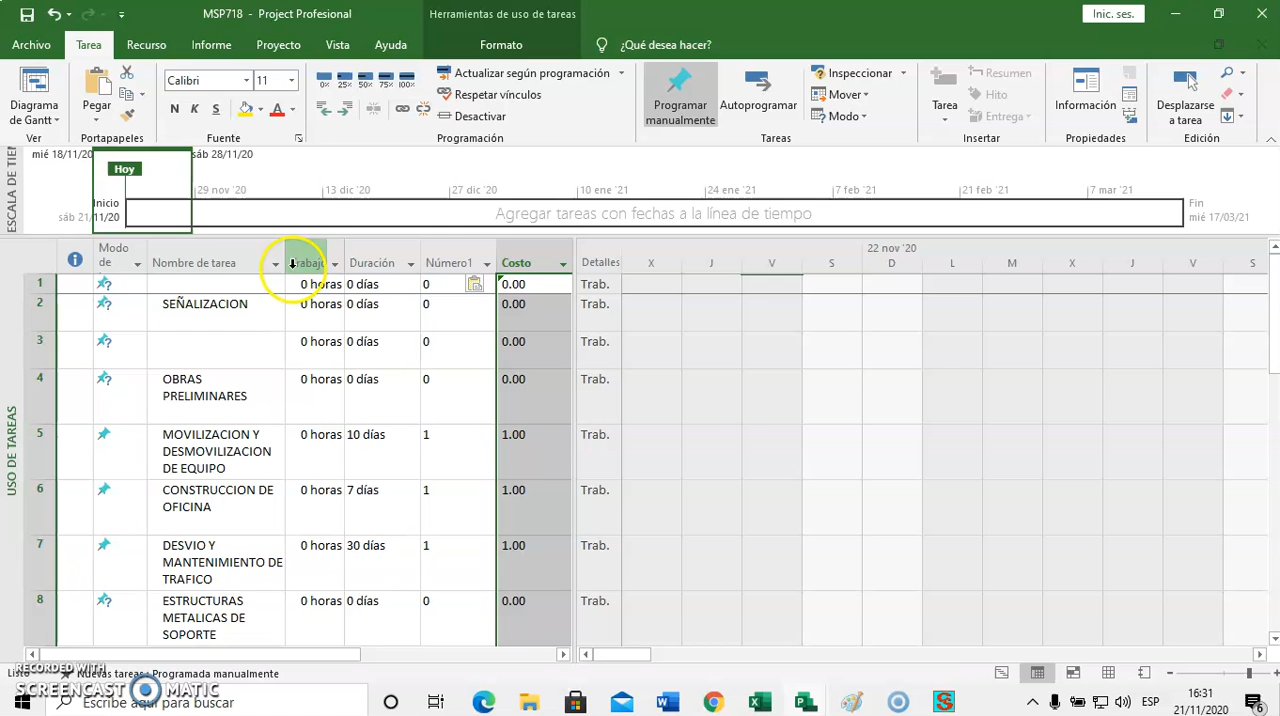 MSP718 - Project Profesional
Herramientas de uso de tareas
Inic. ses.
Archivo Tarea Recurso Informe Proyecto Vista Ayuda Formato ¿Qué desea hacer?
Diagrama de Gantt
Ver
Pegar
Portapapeles
Calibri 11
N K S A
Fuente
0% 25% 50% 75% 100%
Actualizar según programación
Respetar vínculos
Desactivar
Programación
Programar manualmente
Autoprogramar
Inspeccionar
Mover
Modo
Tareas
Tarea
Resumen
Hito
Entrega
Insertar
Información
Propiedades
Desplazarse a tarea
Edición
ESCALA DE TIEN
mié 18/11/20 sáb 28/11/20
Hoy
29 nov '20 13 dic '20 27 dic '20 10 ene '21 24 ene '21 7 feb '21 21 feb '21 7 mar '21
Inicio
sáb 21/11/20
Agregar tareas con fechas a la línea de tiempo
Fin
mié 17/03/21
USO DE TAREAS
Modo de Nombre de tarea Trabajo Duración Número1 Costo Detalles 22 nov '20
X J V S D L M X J V S
1 0 horas 0 días 0 0.00 Trab.
2 SEÑALIZACION 0 horas 0 días 0 0.00 Trab.
3 0 horas 0 días 0 0.00 Trab.
4 OBRAS PRELIMINARES 0 horas 0 días 0 0.00 Trab.
5 MOVILIZACION Y DESMOVILIZACION DE EQUIPO 0 horas 10 días 1 1.00 Trab.
6 CONSTRUCCION DE OFICINA 0 horas 7 días 1 1.00 Trab.
7 DESVIO Y MANTENIMIENTO DE TRAFICO 0 horas 30 días 1 1.00 Trab.
8 ESTRUCTURAS METALICAS DE SOPORTE 0 horas 0 días 0 0.00 Trab.
Listo Nuevas tareas : Programada manualmente
RECORDED WITH
SCREENCAST MATIC
Escribe aquí para buscar
ESP
16:31
21/11/2020
6